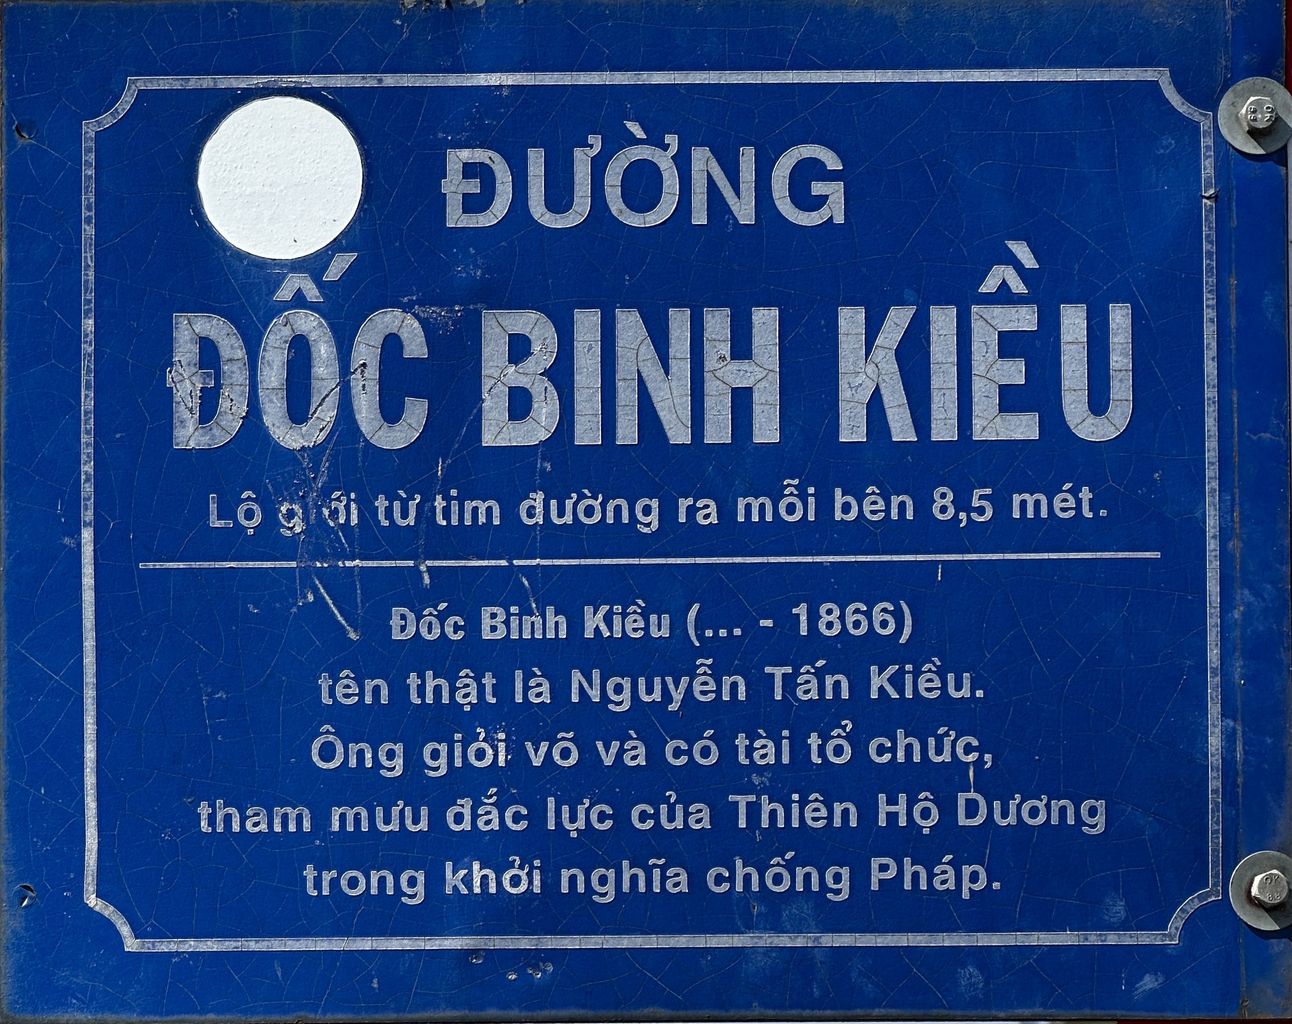 ĐƯỜNG
ĐỐC BINH KIỀU
Lộ giới từ tim đường ra mỗi bên 8,5 mét.
Đốc Binh Kiều (... - 1866)
tên thật là Nguyễn Tấn Kiều.
Ông giỏi võ và có tài tổ chức,
tham mưu đắc lực của Thiên Hộ Dương
trong khởi nghĩa chống Pháp.